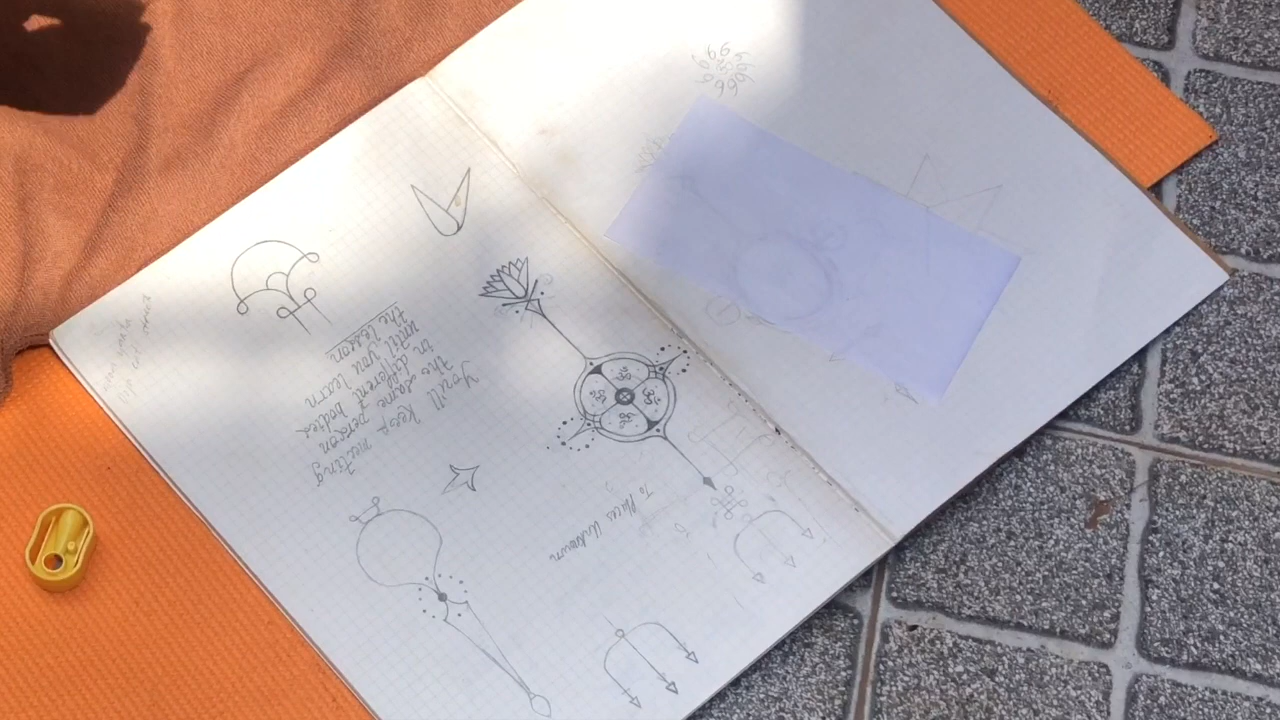 You'll keep meeting
the same person
in different bodies
until you learn
the lesson
To Places Unknown